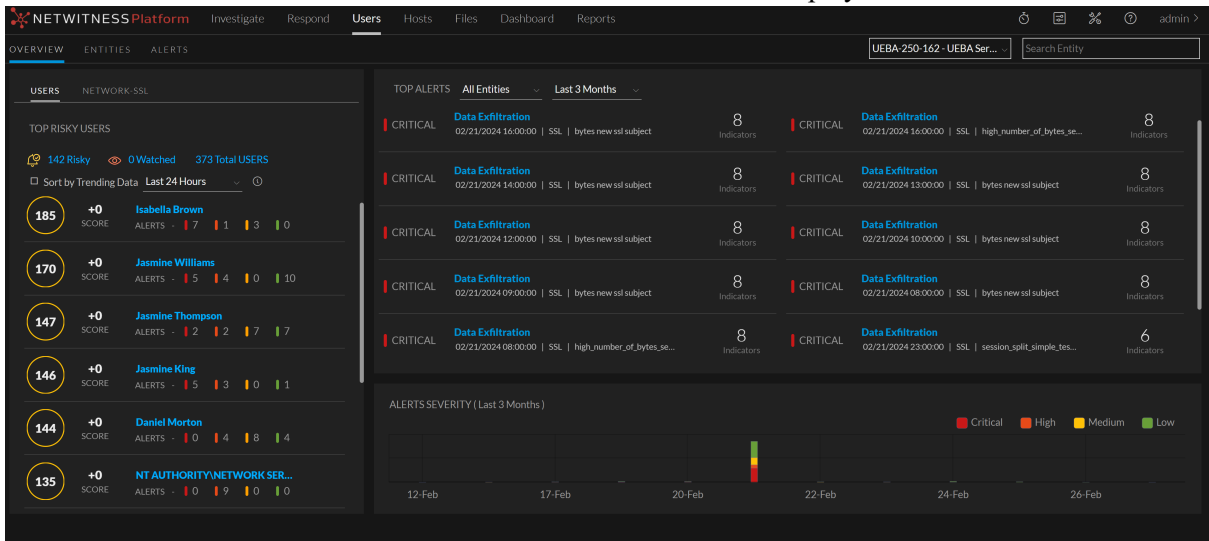 NETWITNESS Platform Investigate Respond Users Hosts Files Dashboard Reports admin >
OVERVIEW ENTITIES ALERTS UEBA-250-162 - UEBA Ser... Search Entity
USERS NETWORK-SSL
TOP RISKY USERS
142 Risky 0 Watched 373 Total USERS
Sort by Trending Data Last 24 Hours
185 +0 SCORE Isabella Brown
ALERTS - 7 1 3 0
170 +0 SCORE Jasmine Williams
ALERTS - 5 4 0 10
147 +0 SCORE Jasmine Thompson
ALERTS - 2 2 7 7
146 +0 SCORE Jasmine King
ALERTS - 5 3 0 1
144 +0 SCORE Daniel Morton
ALERTS - 0 4 8 4
135 +0 SCORE NT AUTHORITY\NETWORK SER...
ALERTS - 0 9 0 0
TOP ALERTS All Entities Last 3 Months
CRITICAL Data Exfiltration 8 Indicators
02/21/2024 16:00:00 | SSL | bytes new ssl subject
CRITICAL Data Exfiltration 8 Indicators
02/21/2024 16:00:00 | SSL | high_number_of_bytes_se...
CRITICAL Data Exfiltration 8 Indicators
02/21/2024 14:00:00 | SSL | bytes new ssl subject
CRITICAL Data Exfiltration 8 Indicators
02/21/2024 13:00:00 | SSL | bytes new ssl subject
CRITICAL Data Exfiltration 8 Indicators
02/21/2024 12:00:00 | SSL | bytes new ssl subject
CRITICAL Data Exfiltration 8 Indicators
02/21/2024 10:00:00 | SSL | bytes new ssl subject
CRITICAL Data Exfiltration 8 Indicators
02/21/2024 09:00:00 | SSL | bytes new ssl subject
CRITICAL Data Exfiltration 8 Indicators
02/21/2024 08:00:00 | SSL | bytes new ssl subject
CRITICAL Data Exfiltration 8 Indicators
02/21/2024 08:00:00 | SSL | high_number_of_bytes_se...
CRITICAL Data Exfiltration 6 Indicators
02/21/2024 23:00:00 | SSL | session_split_simple_tes...
ALERTS SEVERITY ( Last 3 Months )
Critical High Medium Low
12-Feb 17-Feb 20-Feb 22-Feb 24-Feb 26-Feb